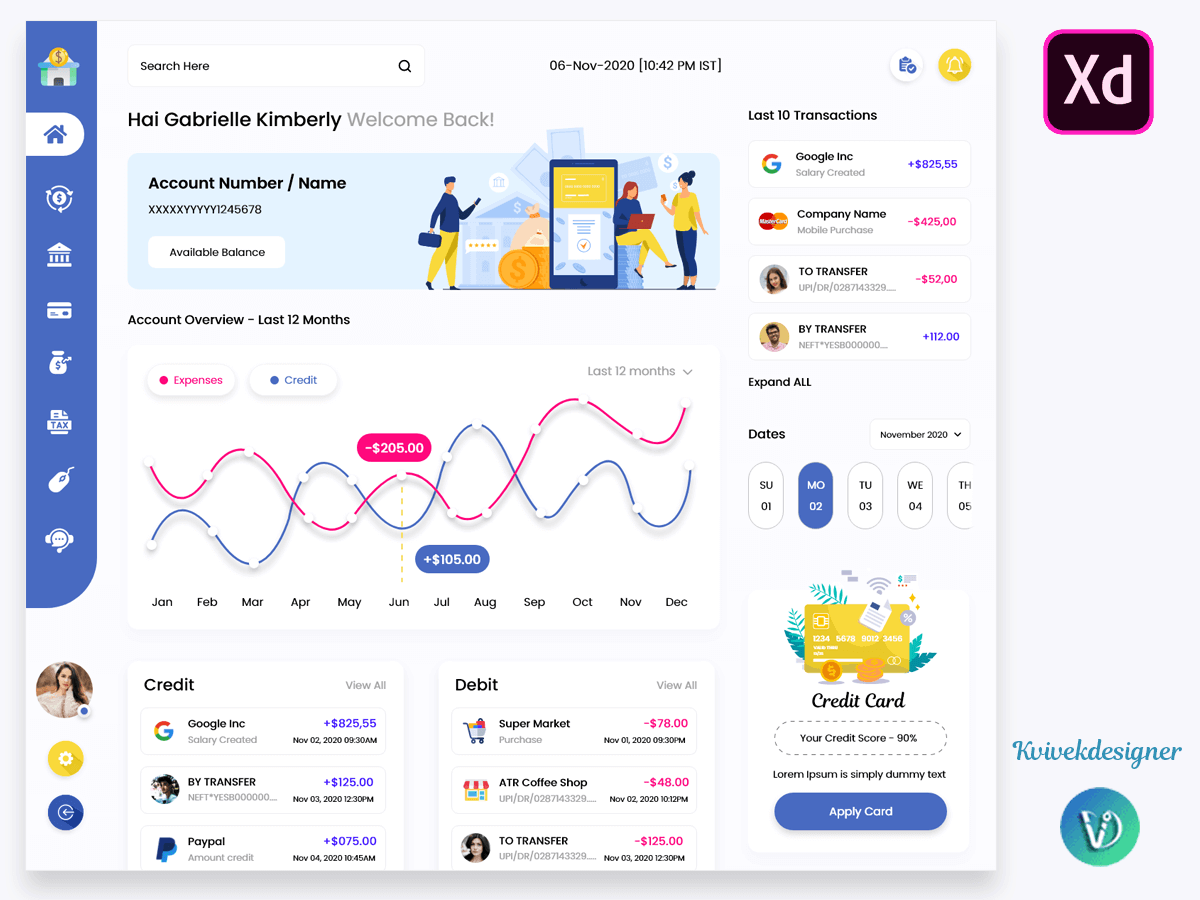 Search Here
06-Nov-2020 [10:42 PM IST]
Xd
Hai Gabrielle Kimberly Welcome Back!
Account Number / Name
XXXXXYYYYY1245678
Available Balance
Account Overview - Last 12 Months
Expenses
Credit
Last 12 months
-$205.00
+$105.00
Jan Feb Mar Apr May Jun Jul Aug Sep Oct Nov Dec
TAX
Credit
View All
Google Inc
+$825,55
Salary Created
Nov 02, 2020 09:30AM
BY TRANSFER
+$125.00
NEFT*YESB000000....
Nov 03, 2020 12:30PM
Paypal
+$075.00
Amount credit
Nov 04, 2020 10:45AM
Debit
View All
Super Market
-$78.00
Purchase
Nov 01, 2020 09:30PM
ATR Coffee Shop
-$48.00
UPI/DR/0287143329.....
Nov 02, 2020 10:12PM
TO TRANSFER
-$125.00
UPI/DR/0287143329.....
Nov 03, 2020 12:30PM
Last 10 Transactions
Google Inc
Salary Created
+$825,55
MasterCard
Company Name
Mobile Purchase
-$425,00
TO TRANSFER
UPI/DR/0287143329.....
-$52,00
BY TRANSFER
NEFT*YESB000000....
+112.00
Expand ALL
Dates
November 2020
SU MO TU WE TH
01 02 03 04 05
1234 5678 9012 3456
Credit Card
Your Credit Score - 90%
Lorem Ipsum is simply dummy text
Apply Card
Kvivekdesigner